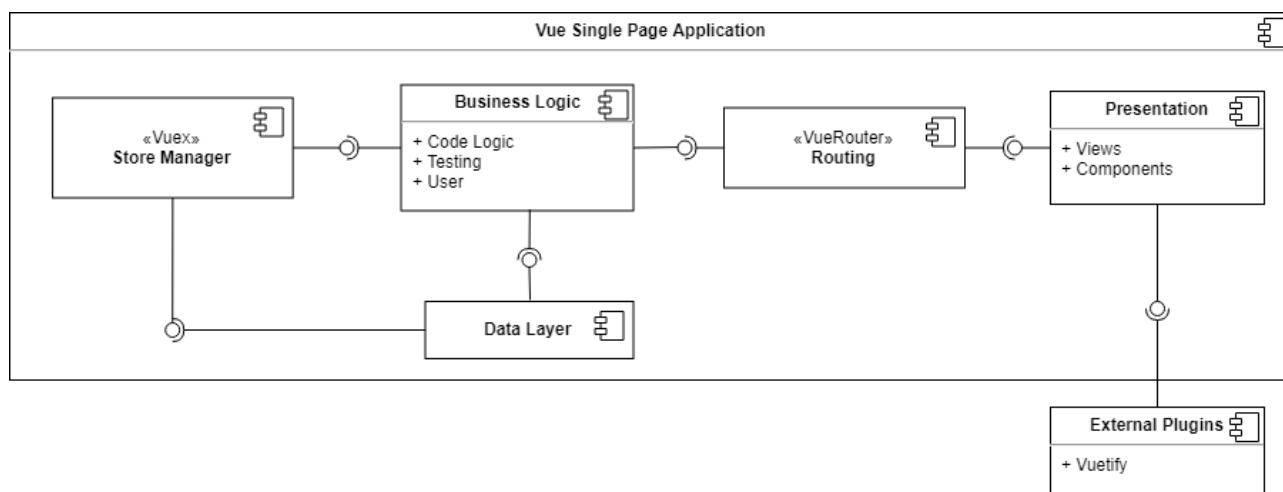 Vue Single Page Application
«Vuex»
Store Manager
Business Logic
+ Code Logic
+ Testing
+ User
«VueRouter»
Routing
Presentation
+ Views
+ Components
Data Layer
External Plugins
+ Vuetify